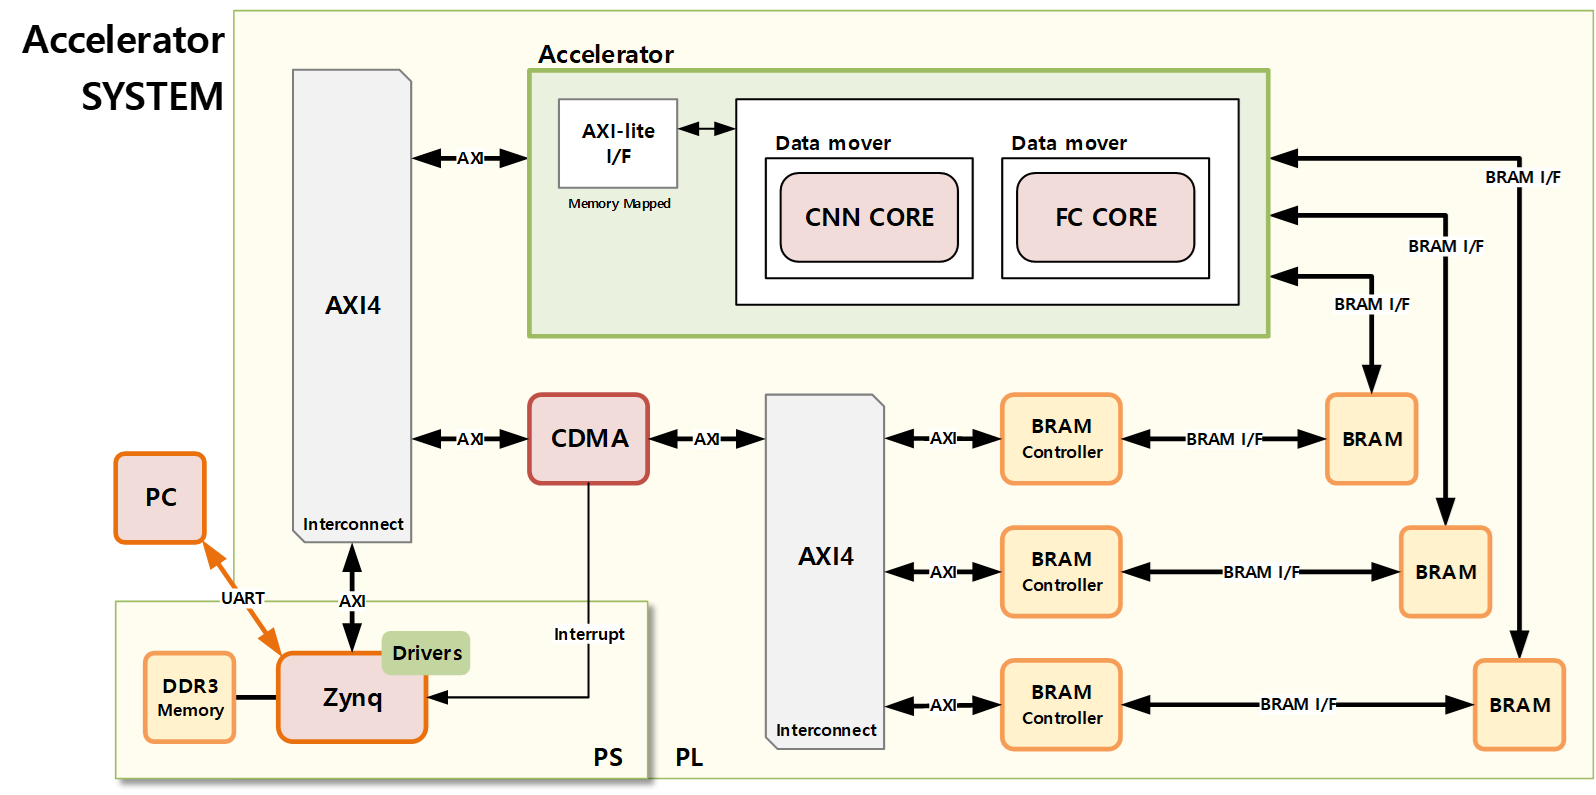 Accelerator
SYSTEM
Accelerator
AXI-lite
I/F
Memory Mapped
Data mover
CNN CORE
Data mover
FC CORE
AXI
BRAM I/F
BRAM I/F
BRAM I/F
AXI4
Interconnect
AXI
CDMA
AXI
AXI4
Interconnect
AXI
BRAM
Controller
BRAM I/F
BRAM
AXI
BRAM
Controller
BRAM I/F
BRAM
AXI
BRAM
Controller
BRAM I/F
BRAM
PC
UART
AXI
Interrupt
Drivers
DDR3
Memory
Zynq
PS
PL